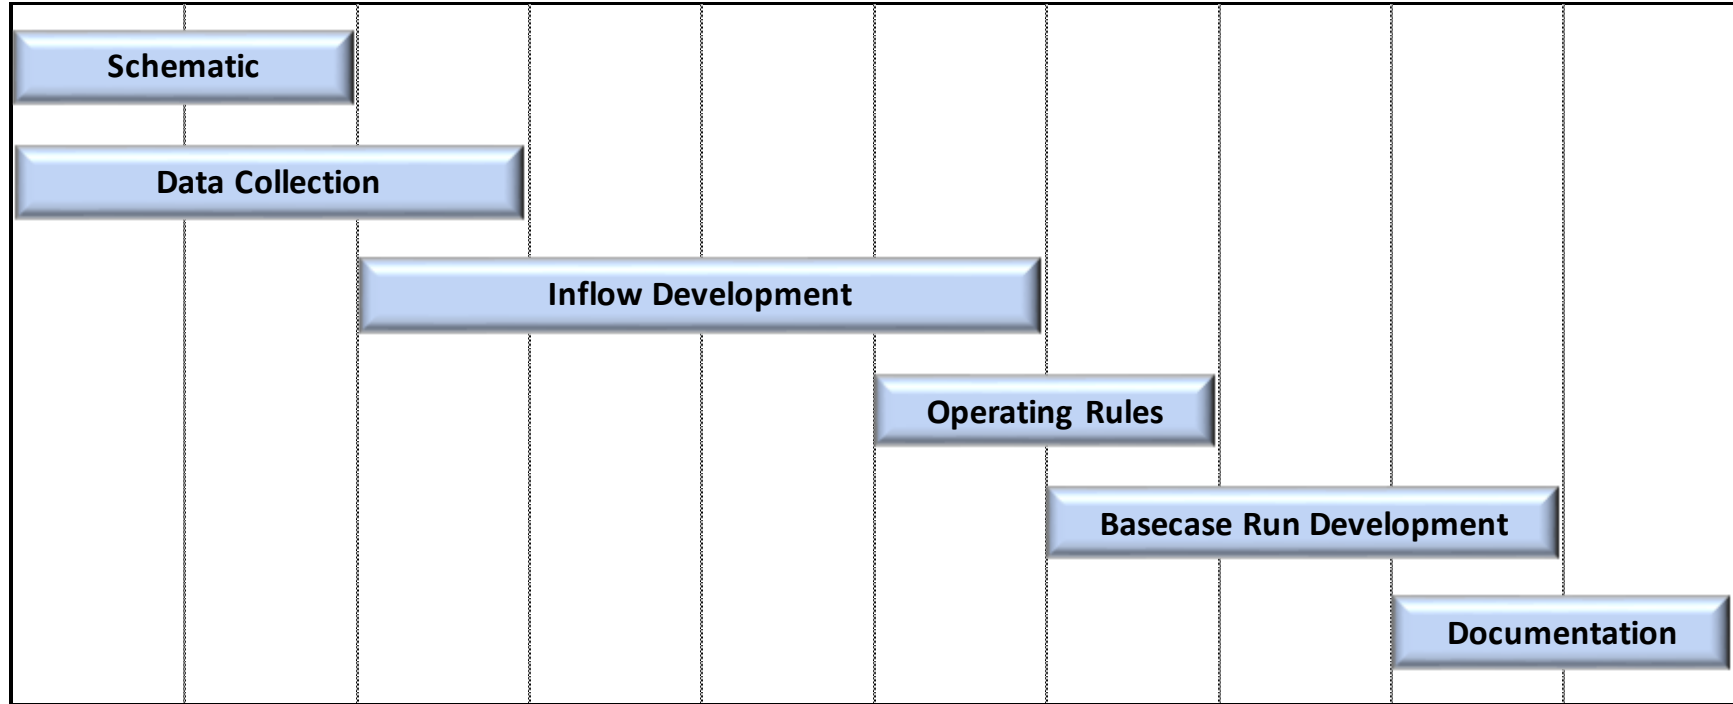 Schematic
Data Collection
Inflow Development
Operating Rules
Basecase Run Development
Documentation